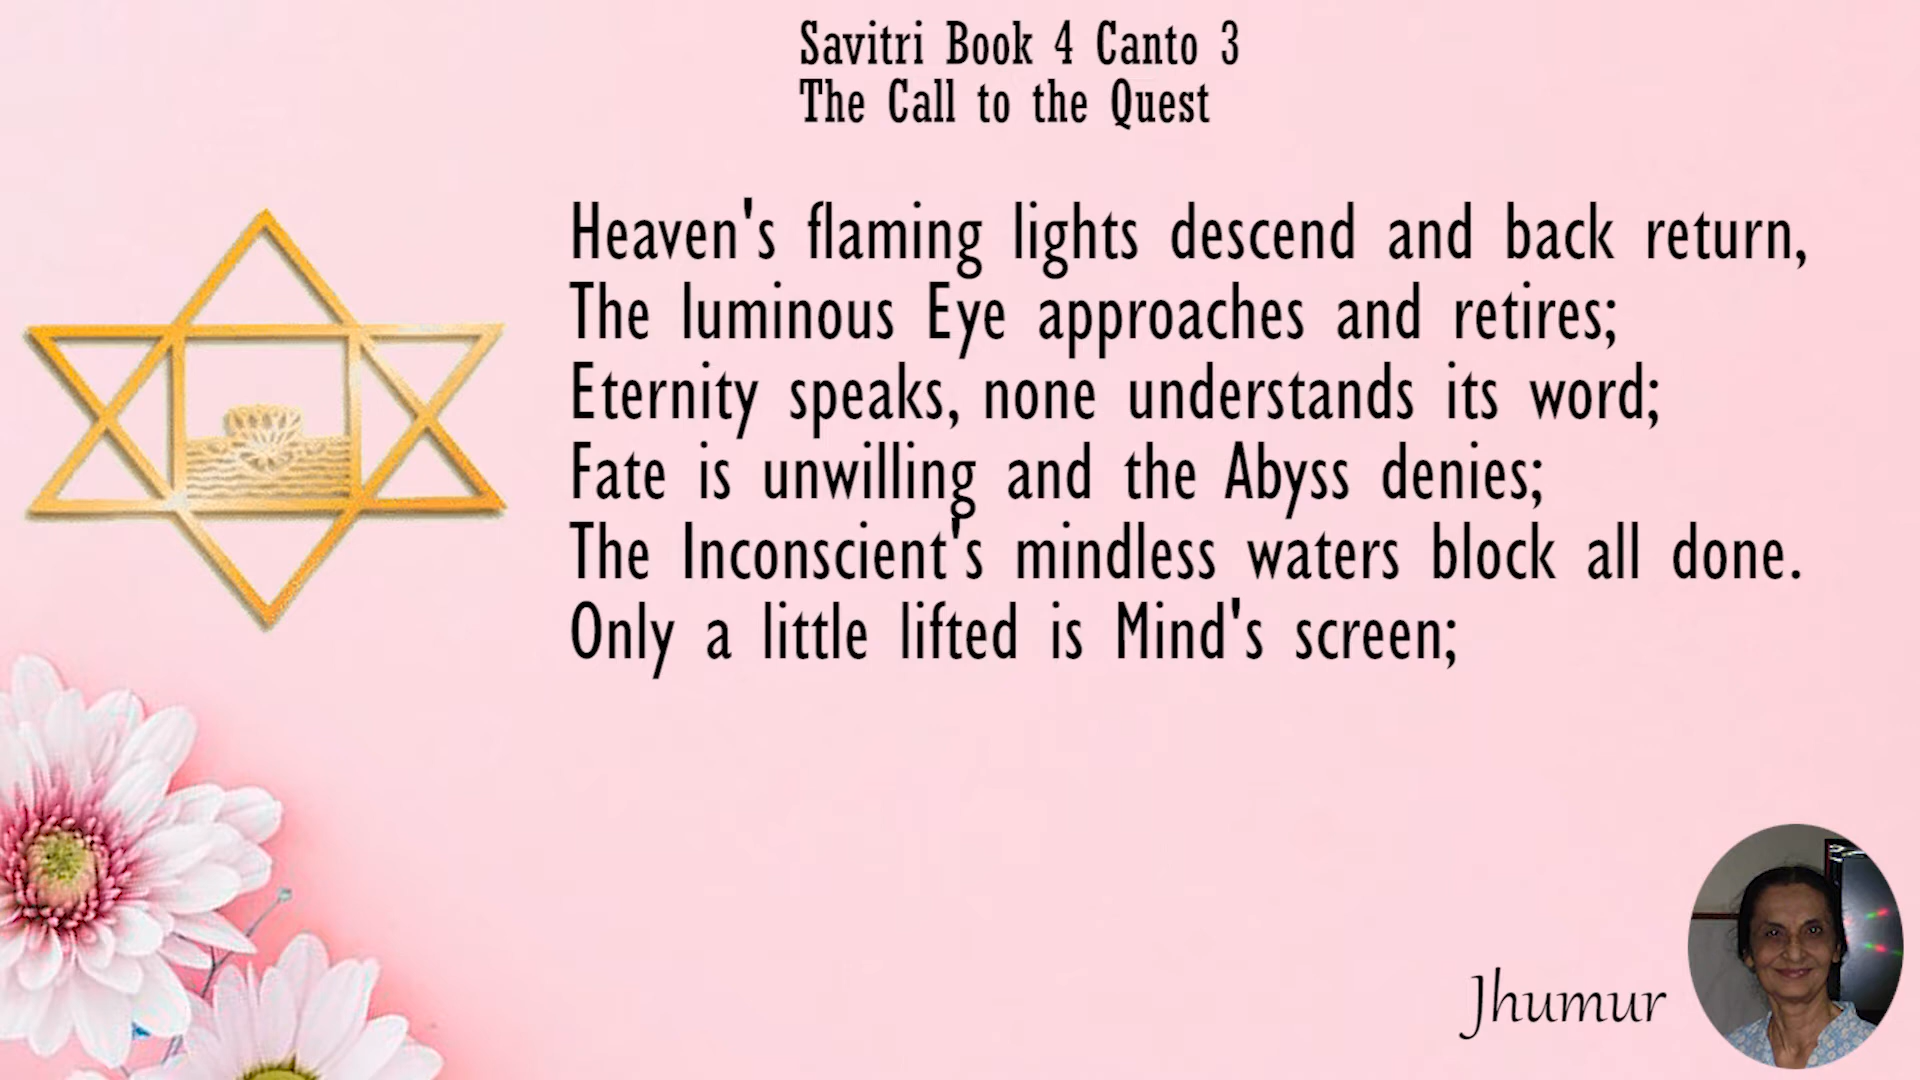 Savitri Book 4 Canto 3
The Call to the Quest
Heaven's flaming lights descend and back return,
The luminous Eye approaches and retires;
Eternity speaks, none understands its word;
Fate is unwilling and the Abyss denies;
The Inconscient's mindless waters block all done.
Only a little lifted is Mind's screen;
Jhumur